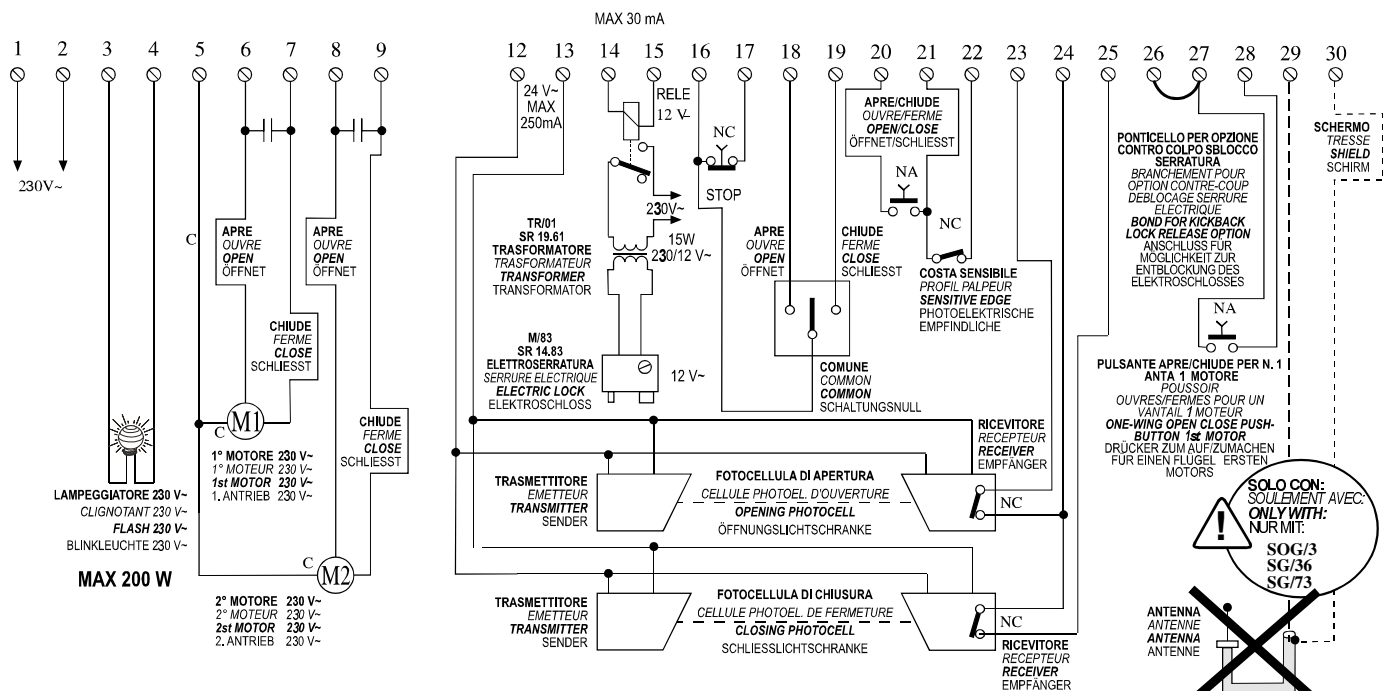 MAX 30 mA
1 2 3 4 5 6 7 8 9 12 13 14 15 16 17 18 19 20 21 22 23 24 25 26 27 28 29 30
230V~
C
APRE
OUVRE
OPEN
ÖFFNET
CHIUDE
FERME
CLOSE
SCHLIESST
APRE
OUVRE
OPEN
ÖFFNET
CHIUDE
FERME
CLOSE
SCHLIESST
C
M1
1° MOTORE 230 V~
1° MOTEUR 230 V~
1st MOTOR 230 V~
1. ANTRIEB 230 V~
C
M2
2° MOTORE 230 V~
2° MOTEUR 230 V~
2st MOTOR 230 V~
2. ANTRIEB 230 V~
LAMPEGGIATORE 230 V~
CLIGNOTANT 230 V~
FLASH 230 V~
BLINKLEUCHTE 230 V~
MAX 200 W
24 V~
MAX
250mA
RELE
12 V-
230V~
15W
230/12 V~
TR/01
SR 19.61
TRASFORMATORE
TRASFORMATEUR
TRANSFORMER
TRANSFORMATOR
M/83
SR 14.83
ELETTROSERRATURA
SERRURE ELECTRIQUE
ELECTRIC LOCK
ELEKTROSCHLOSS
12 V~
NC
STOP
APRE
OUVRE
OPEN
ÖFFNET
CHIUDE
FERME
CLOSE
SCHLIESST
COMUNE
COMMON
COMMON
SCHALTUNGSNULL
APRE/CHIUDE
OUVRE/FERME
OPEN/CLOSE
ÖFFNET/SCHLIESST
NA
NC
COSTA SENSIBILE
PROFIL PALPEUR
SENSITIVE EDGE
PHOTOELEKTRISCHE
EMPFINDLICHE
RICEVITORE
RECEPTEUR
RECEIVER
EMPFÄNGER
TRASMETTITORE
EMETTEUR
TRANSMITTER
SENDER
FOTOCELLULA DI APERTURA
CELLULE PHOTOEL. D'OUVERTURE
OPENING PHOTOCELL
ÖFFNUNGSLICHTSCHRANKE
NC
TRASMETTITORE
EMETTEUR
TRANSMITTER
SENDER
FOTOCELLULA DI CHIUSURA
CELLULE PHOTOEL. DE FERMETURE
CLOSING PHOTOCELL
SCHLIESSLICHTSCHRANKE
NC
RICEVITORE
RECEPTEUR
RECEIVER
EMPFÄNGER
PONTICELLO PER OPZIONE
CONTRO COLPO SBLOCCO
SERRATURA
BRANCHEMENT POUR
OPTION CONTRE-COUP
DEBLOCAGE SERRURE
ELECTRIQUE
BOND FOR KICKBACK
LOCK RELEASE OPTION
ANSCHLUSS FÜR
MÖGLICHKEIT ZUR
ENTBLOCKUNG DES
ELEKTROSCHLOSSES
NA
PULSANTE APRE/CHIUDE PER N. 1
ANTA 1 MOTORE
POUSSOIR
OUVRES/FERMES POUR UN
VANTAIL 1 MOTEUR
ONE-WING OPEN CLOSE PUSH-
BUTTON 1st MOTOR
DRÜCKER ZUM AUF/ZUMACHEN
FÜR EINEN FLÜGEL ERSTEN
MOTORS
SCHERMO
TRESSE
SHIELD
SCHIRM
!
SOLO CON:
SOULEMENT AVEC:
ONLY WITH:
NUR MIT:
SOG/3
SG/36
SG/73
ANTENNA
ANTENNE
ANTENNA
ANTENNE